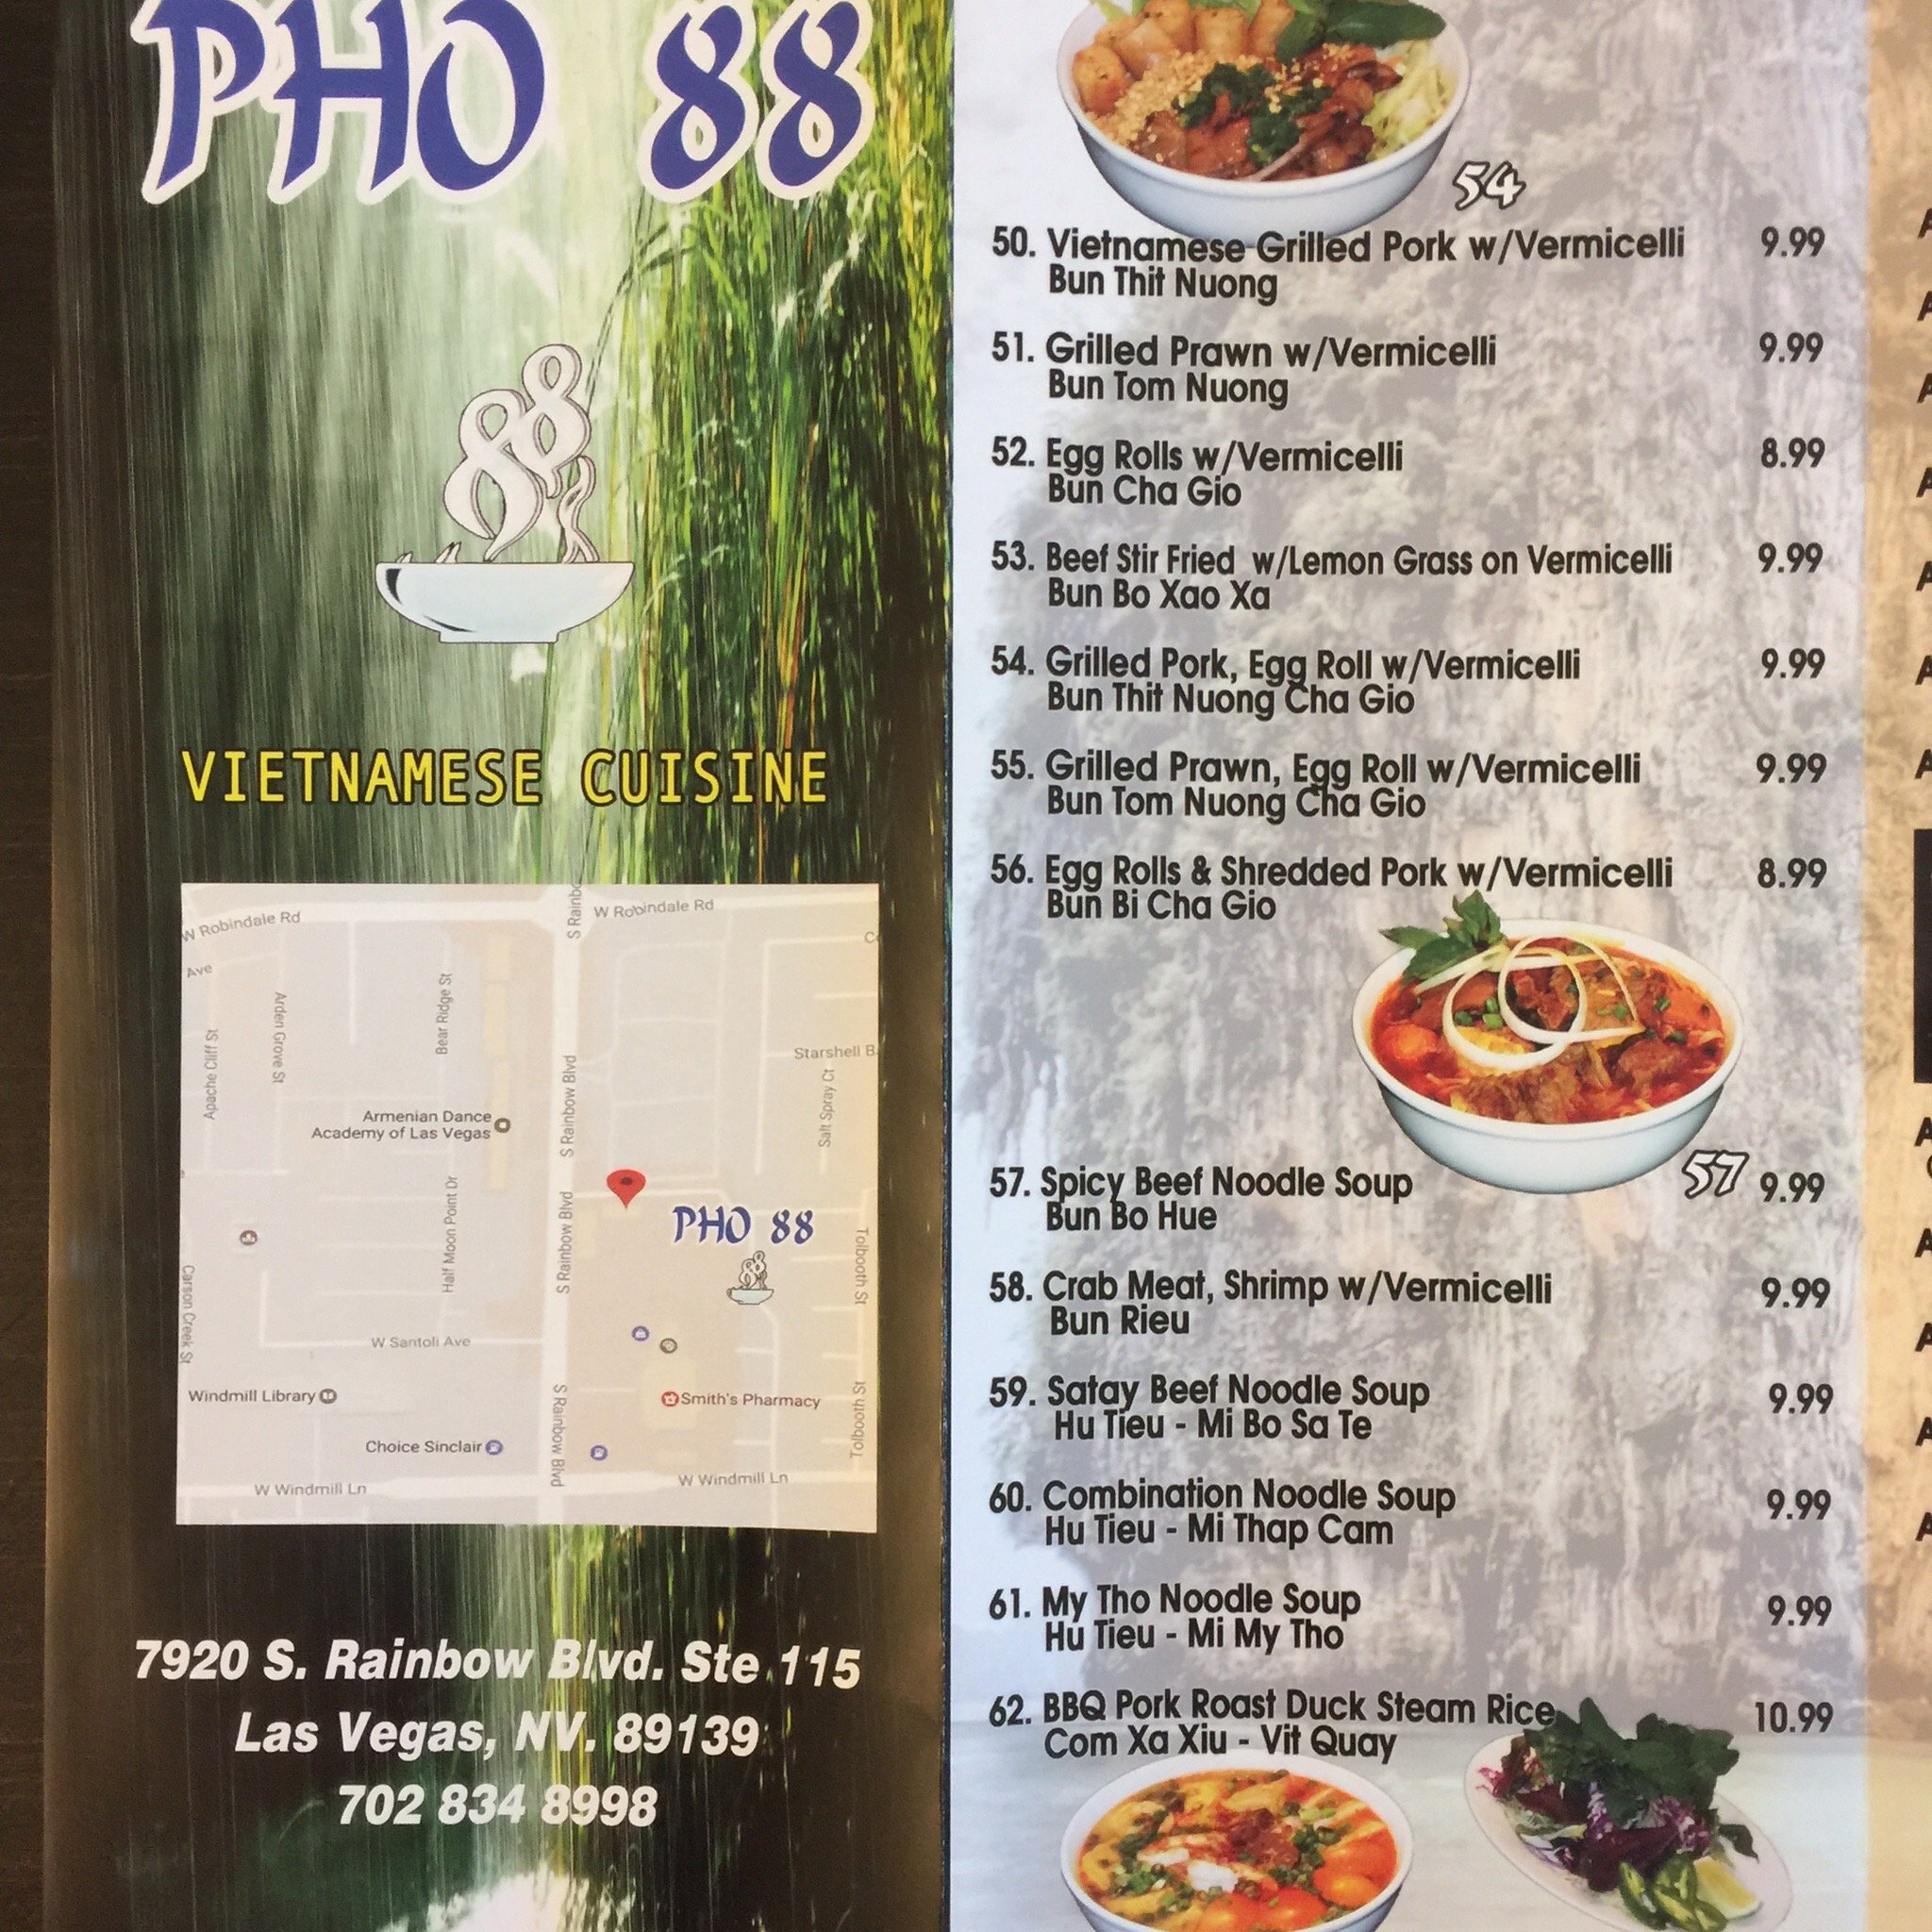 PHO 88
88
VIETNAMESE CUISINE
W Robindale Rd
W Robindale Rd
S Rainbo
Ave
Arden Grove St
Bear Ridge St
Apache Cliff St
Starshell B
Salt Spray Ct
S Rainbow Blvd
Armenian Dance
Academy of Las Vegas
Half Moon Point Dr
S Rainbow Blvd
PHO 88
88
Tolbooth St
Carson Creek St
W Santoli Ave
Windmill Library
Smith's Pharmacy
S Rainbow Blvd
Tolbooth St
Choice Sinclair
W Windmill Ln
W Windmill Ln
7920 S. Rainbow Blvd. Ste 115
Las Vegas, NV. 89139
702 834 8998
54
50. Vietnamese Grilled Pork w/Vermicelli 9.99
Bun Thit Nuong
51. Grilled Prawn w/Vermicelli 9.99
Bun Tom Nuong
52. Egg Rolls w/Vermicelli 8.99
Bun Cha Gio
53. Beef Stir Fried w/Lemon Grass on Vermicelli 9.99
Bun Bo Xao Xa
54. Grilled Pork, Egg Roll w/Vermicelli 9.99
Bun Thit Nuong Cha Gio
55. Grilled Prawn, Egg Roll w/Vermicelli 9.99
Bun Tom Nuong Cha Gio
56. Egg Rolls & Shredded Pork w/Vermicelli 8.99
Bun Bi Cha Gio
57
57. Spicy Beef Noodle Soup 9.99
Bun Bo Hue
58. Crab Meat, Shrimp w/Vermicelli 9.99
Bun Rieu
59. Satay Beef Noodle Soup 9.99
Hu Tieu - Mi Bo Sa Te
60. Combination Noodle Soup 9.99
Hu Tieu - Mi Thap Cam
61. My Tho Noodle Soup 9.99
Hu Tieu - Mi My Tho
62. BBQ Pork Roast Duck Steam Rice 10.99
Com Xa Xiu - Vit Quay